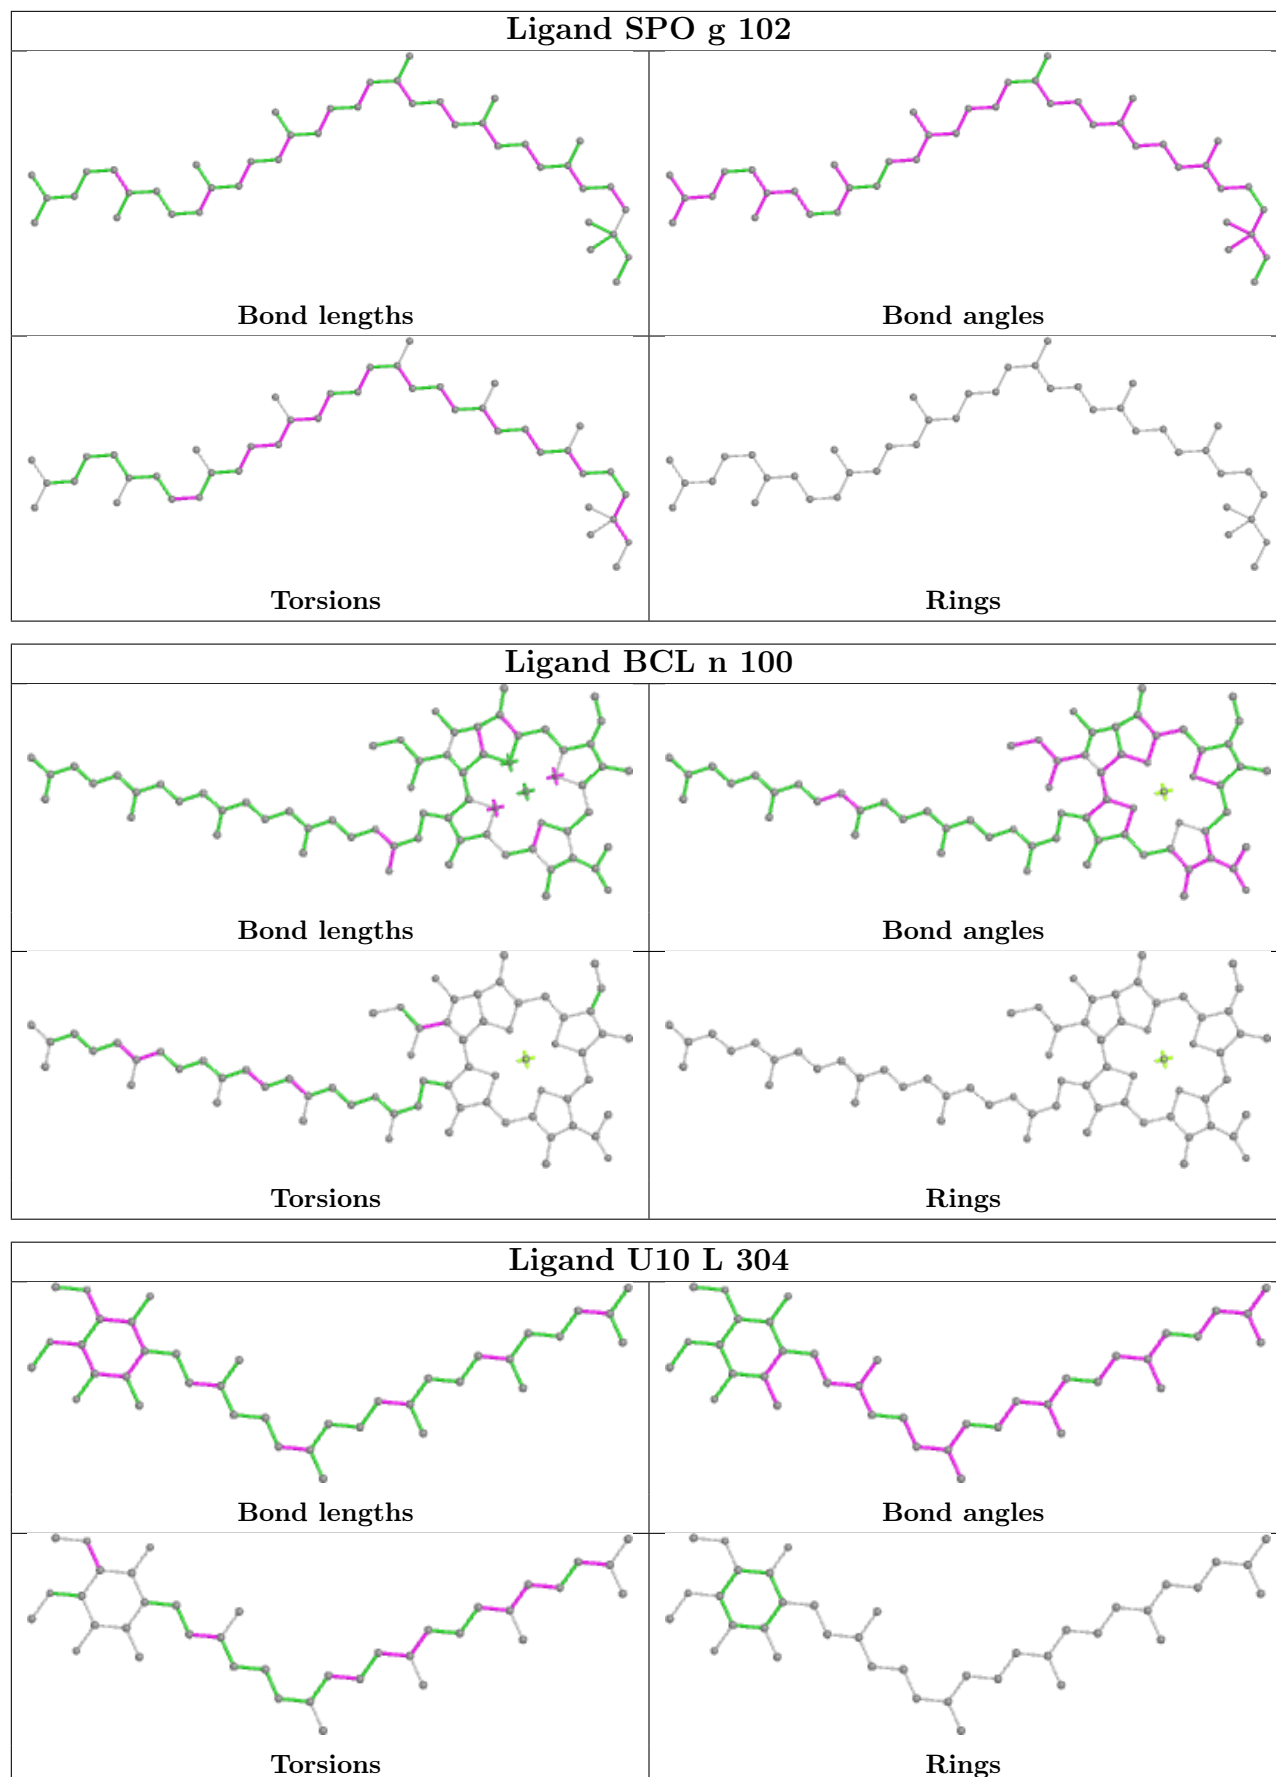 Ligand SPO g 102
Bond lengths
Bond angles
Torsions
Rings
Ligand BCL n 100
Bond lengths
Bond angles
Torsions
Rings
Ligand U10 L 304
Bond lengths
Bond angles
Torsions
Rings